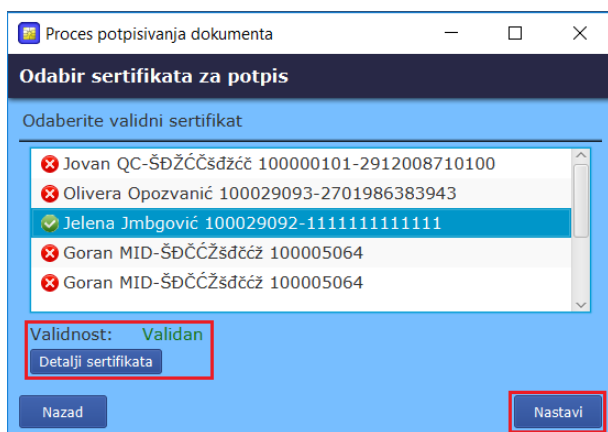 Proces potpisivanja dokumenta
Odabir sertifikata za potpis
Odaberite validni sertifikat
Jovan QC-ŠĐŽĆČšđžćč 100000101-2912008710100
Olivera Opozvanić 100029093-2701986383943
Jelena Jmbgović 100029092-1111111111111
Goran MID-ŠĐČĆŽšđčćž 100005064
Goran MID-ŠĐČĆŽšđčćž 100005064
Validnost: Validan
Detalji sertifikata
Nazad Nastavi